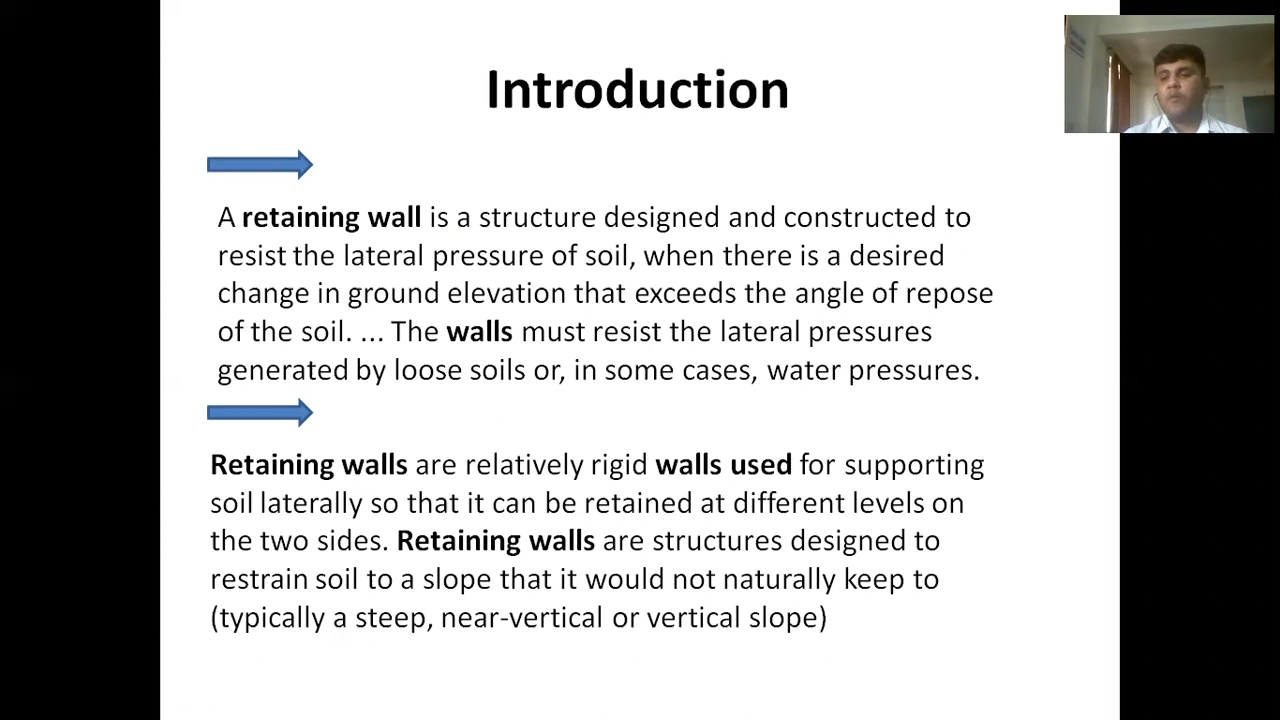 Introduction
A retaining wall is a structure designed and constructed to
resist the lateral pressure of soil, when there is a desired
change in ground elevation that exceeds the angle of repose
of the soil. ... The walls must resist the lateral pressures
generated by loose soils or, in some cases, water pressures.
Retaining walls are relatively rigid walls used for supporting
soil laterally so that it can be retained at different levels on
the two sides. Retaining walls are structures designed to
restrain soil to a slope that it would not naturally keep to
(typically a steep, near-vertical or vertical slope)